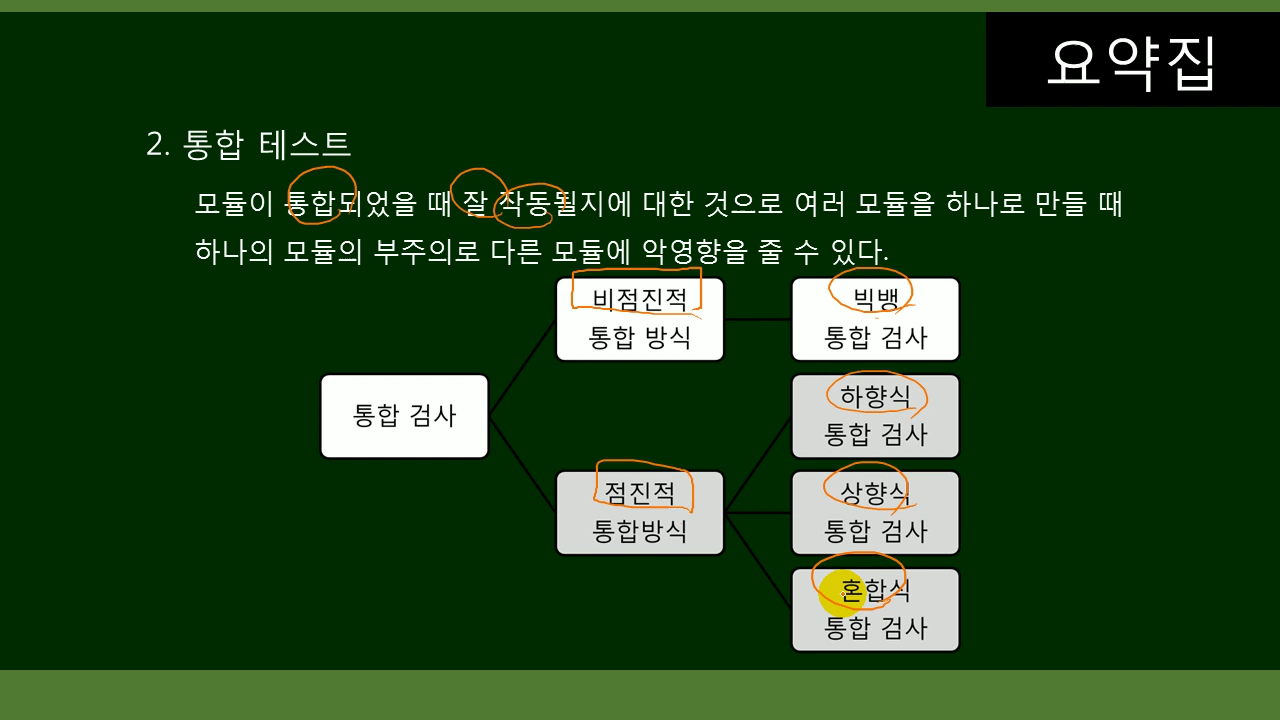 요약집
2. 통합 테스트
모듈이 통합되었을 때 잘 작동될지에 대한 것으로 여러 모듈을 하나로 만들 때
하나의 모듈의 부주의로 다른 모듈에 악영향을 줄 수 있다.
비점진적
통합 방식
빅뱅
통합 검사
통합 검사
하향식
통합 검사
점진적
통합방식
상향식
통합 검사
혼합식
통합 검사